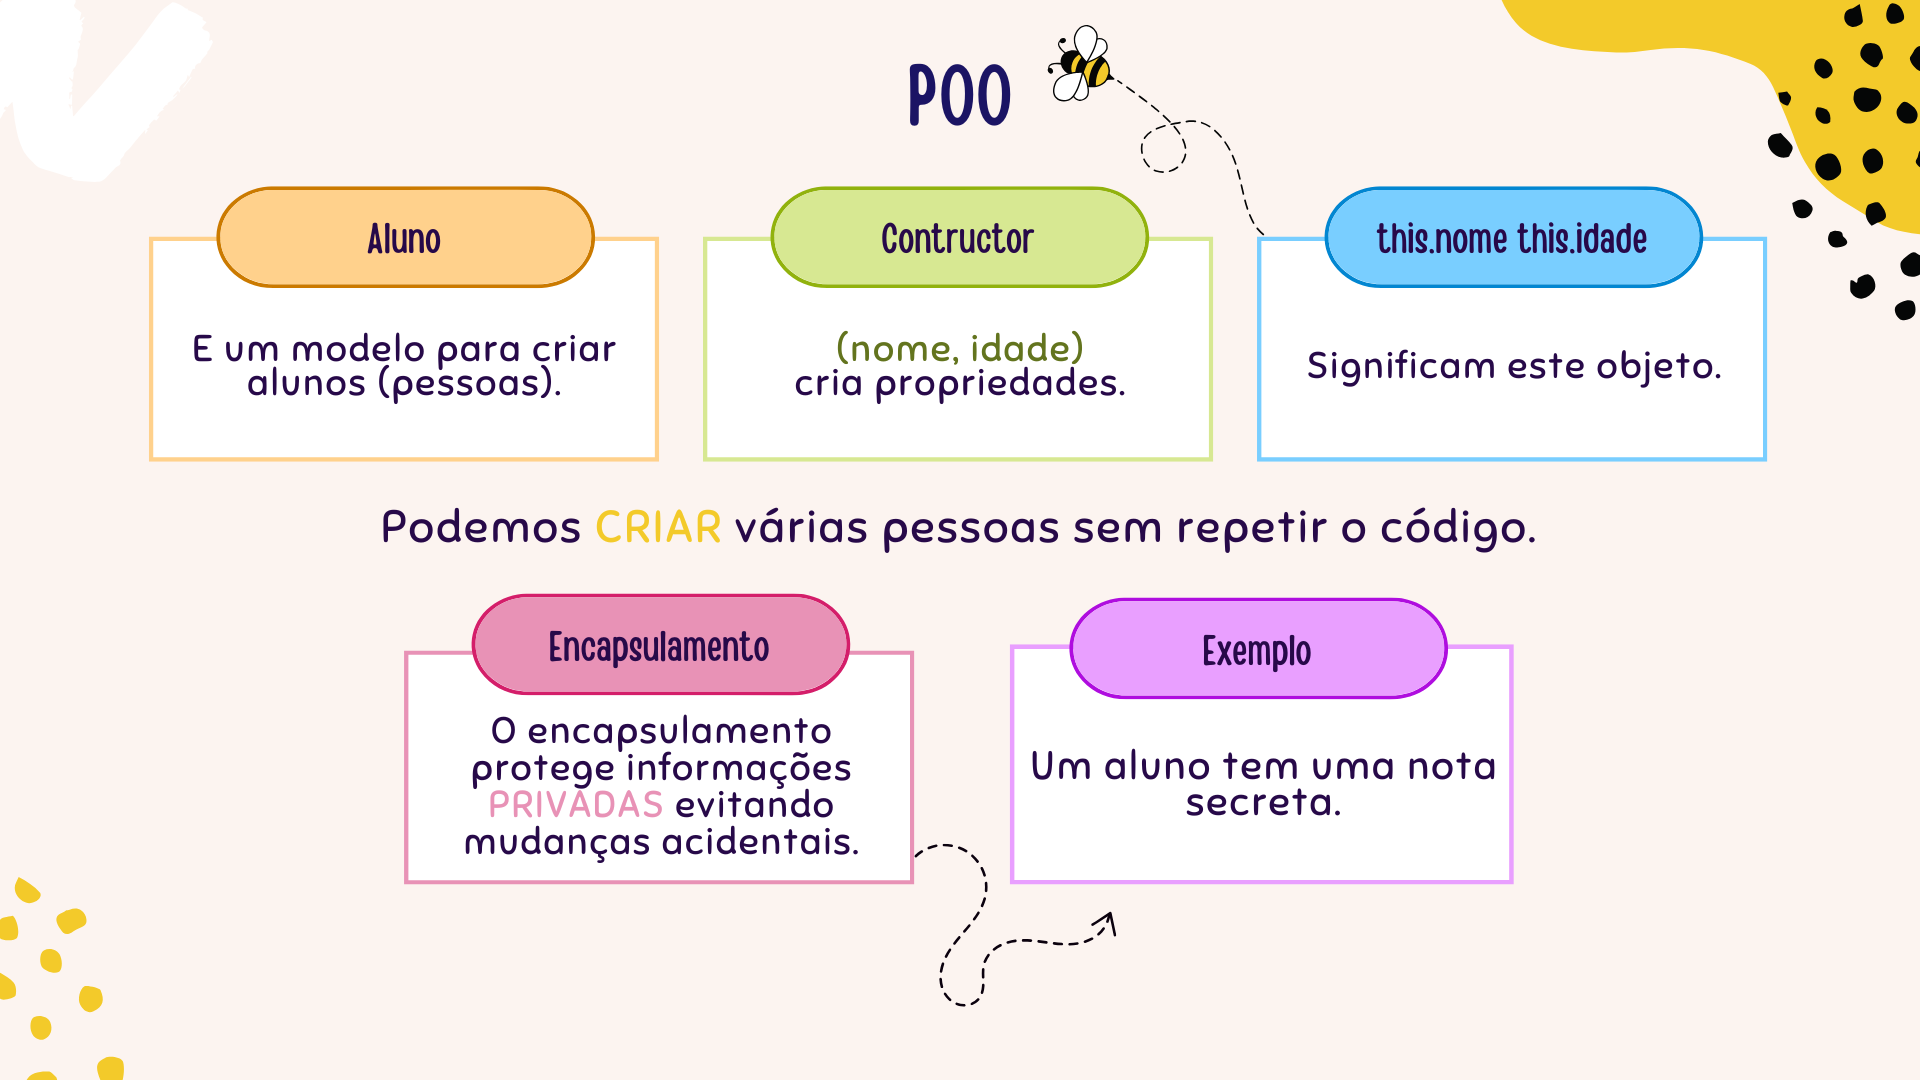 POO
Aluno
E um modelo para criar
alunos (pessoas).
Contructor
(nome, idade)
cria propriedades.
this.nome this.idade
Significam este objeto.
Podemos CRIAR várias pessoas sem repetir o código.
Encapsulamento
O encapsulamento
protege informações
PRIVADAS evitando
mudanças acidentais.
Exemplo
Um aluno tem uma nota
secreta.